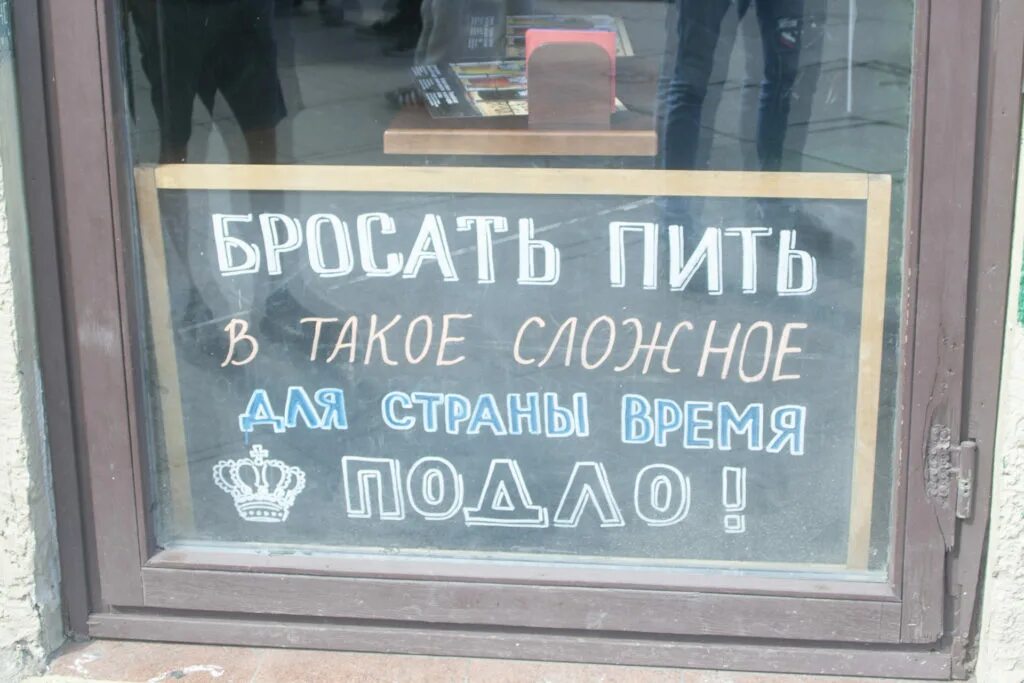 БРОСАТЬ ПИТЬ
В ТАКОЕ СЛОЖНОЕ
ДЛЯ СТРАНЫ ВРЕМЯ
ПОДЛО!